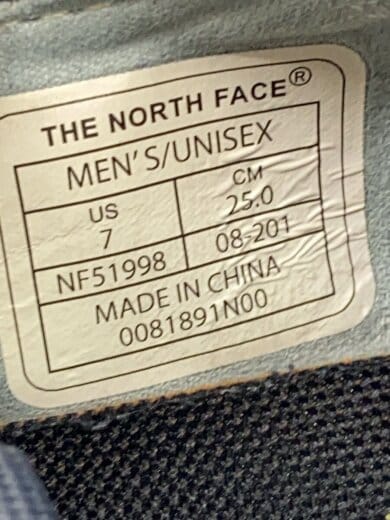 THE NORTH FACE®
MEN'S/UNISEX
US CM
7 25.0
NF51998 08-201
MADE IN CHINA
0081891N00